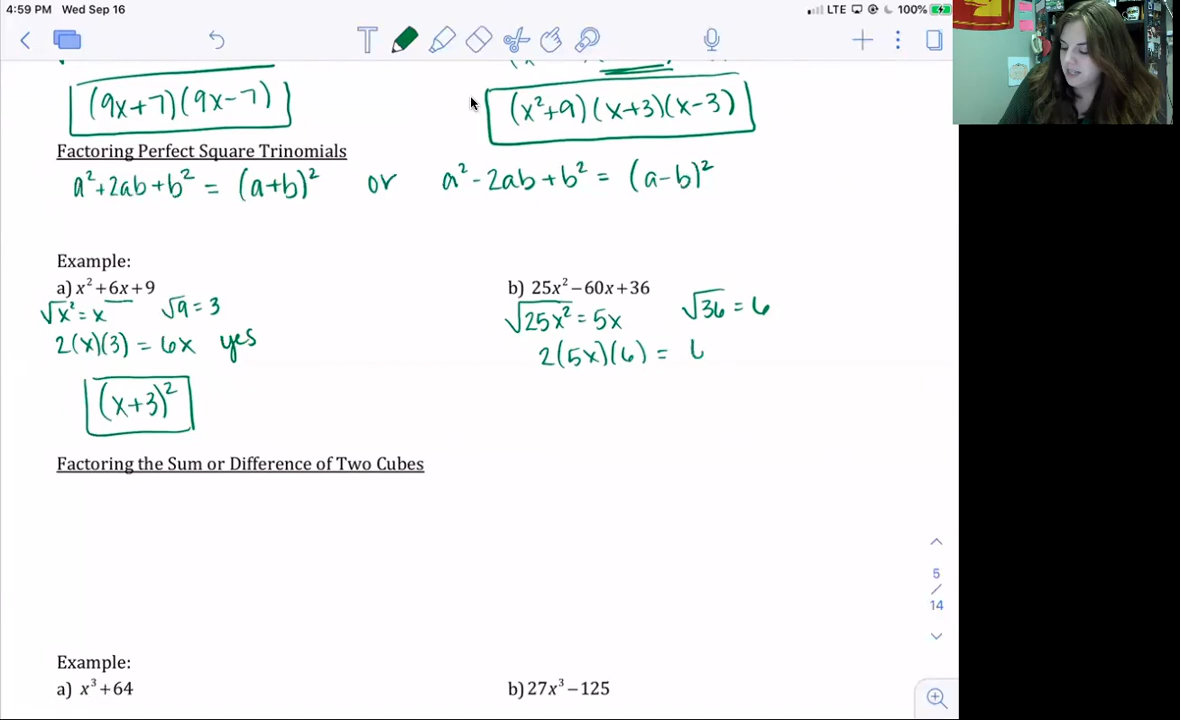 4:59 PM Wed Sep 16 LTE 100%
(9x+7)(9x-7) (x²+9)(x+3)(x-3)
Factoring Perfect Square Trinomials
a²+2ab+b² = (a+b)² or a²-2ab+b² = (a-b)²
Example:
a) x²+6x+9 b) 25x²−60x+36
√x² = x √9 = 3 √25x² = 5x √36 = 6
2(x)(3) = 6x yes 2(5x)(6) = 6
(x+3)²
Factoring the Sum or Difference of Two Cubes
5
/
14
Example:
a) x³+64 b) 27x³−125